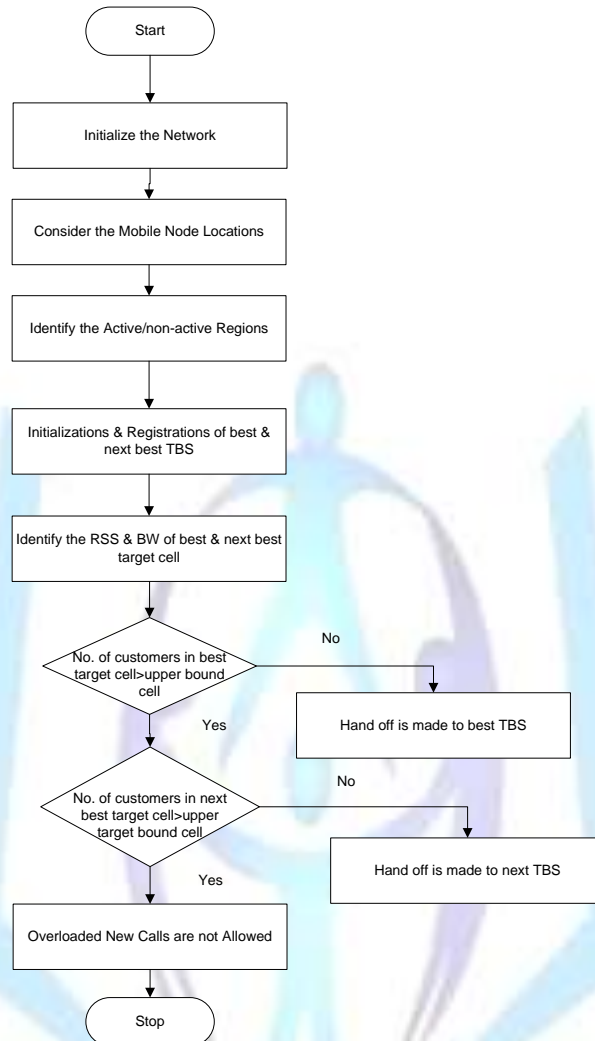 Start
Initialize the Network
Consider the Mobile Node Locations
Identify the Active/non-active Regions
Initializations & Registrations of best &
next best TBS
Identify the RSS & BW of best & next best
target cell
No. of customers in best
target cell>upper bound
cell
No
Hand off is made to best TBS
Yes
No. of customers in next
best target cell>upper
target bound cell
No
Hand off is made to next TBS
Yes
Overloaded New Calls are not Allowed
Stop